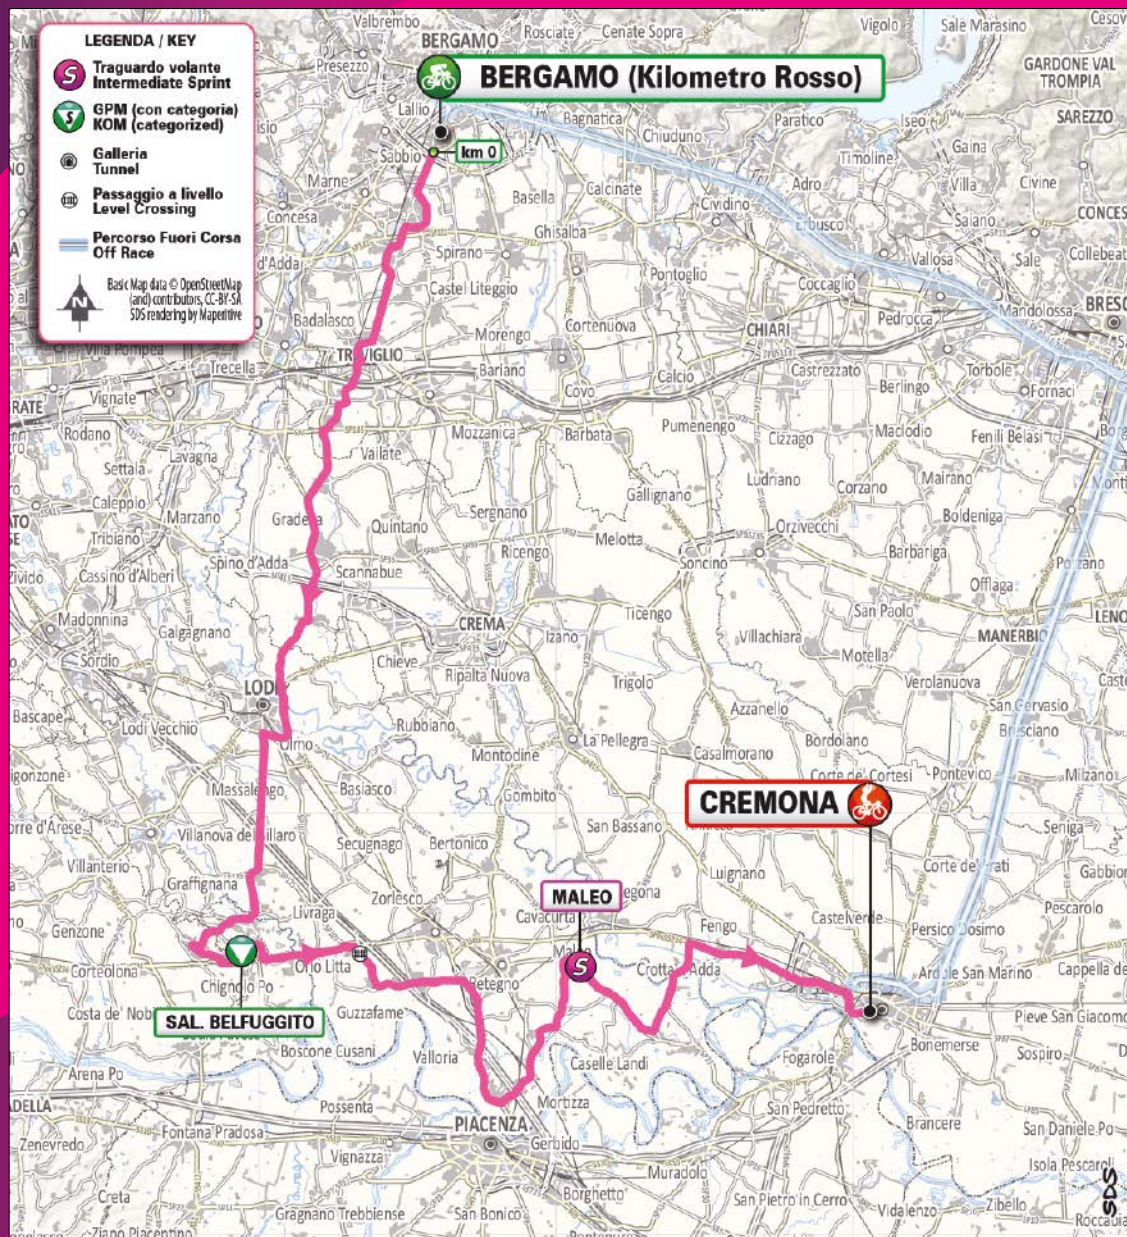 LEGENDA / KEY
Traguardo volante
Intermediate Sprint
GPM (con categoria)
KOM (categorized)
Galleria
Tunnel
Passaggio a livello
Level Crossing
Percorso Fuori Corsa
Off Race
Basic Map data © OpenStreetMap
(and) contributors, CC-BY-SA
SDS rendering by Maperitive
N
Valbrembo
Rosciate
Cenate Sopra
Vigolo
Sale Marasino
BERGAMO
Presezzo
GARDONE VAL
TROMPIA
BERGAMO (Kilometro Rosso)
Lallio
Bagnatica
Chiuduno
Paratico
Iseo
SAREZZO
Sabbio
km 0
Timoline
Gaina
Marne
Basella
Calcinate
Adro
Villa
Civine
Concesa
Cividino
Erbusco
Saiano
Ghisalba
Spirano
Vallosa
Sale
Collebeat
d'Adda
Pontoglio
Castel Liteggio
Coccaglio
Badalasco
Cortenuova
Pedrocca
Mandolossa
Morengo
CHIARI
TREVIGLIO
Villa Pompea
Trecella
Bariano
Calcio
Castrezzato
Torbole
Vignate
Covo
Berlingo
Fornaci
Rodano
Mozzanica
Barbata
Pumenengo
Cizzago
Maclodio
Fenili Belasi
Settala
Lavagna
Vailate
Ludriano
Mairano
Caleppio
Gallignano
Corzano
Marzano
Sergnano
Boldeniga
Tribiano
Quintano
Orzivecchi
Melotta
Ricengo
Barbariga
Spino d'Adda
Cassino d'Alberi
Scannabue
Soncino
Offlaga
Ticengo
San Paolo
Madonnina
CREMA
Izano
Villachiara
MANERBIO
LENO
Galgagnano
Sordio
Chieve
Motella
Ripalta Nuova
Trigolo
Verolanuova
LODI
Bascape
Lodi Vecchio
Rubbiano
Azzanello
San Gervasio
Bresciano
Olmo
Montodine
La Pellegra
Casalmorano
Bordolano
Massalengo
Basiasco
Corte de' Cortesi
Pontevico
Milzano
Gombito
CREMONA
San Bassano
Seniga
Villanova del Sillaro
Secugnago
Bertonico
Villanterio
Luignano
Graffignana
Zorlesco
MALEO
Pescarolo
Livraga
Cavacurta
Fengo
Castelverde
Genzone
Persico Dosimo
Corteolona
Orio Litta
Crotta Adda
Cappella de
Chignolo Po
SAL. BELFUGGITO
Guzzafame
Pieve San Giacomo
Boscone Cusani
Valloria
Caselle Landi
Fogarole
Bonemerse
Sospiro
Arena Po
Possenta
Mortizza
San Pedretto
Brancere
PIACENZA
San Daniele Po
Zenevredo
Fontana Pradosa
Vignazza
Gerbido
Muradolo
Isola Pescaroli
Creta
Borghetto
San Pietro in Cerro
Zibello
Gragnano Trebbiense
San Bonico
Vidalenzo
Ziano Piacentino
SDS